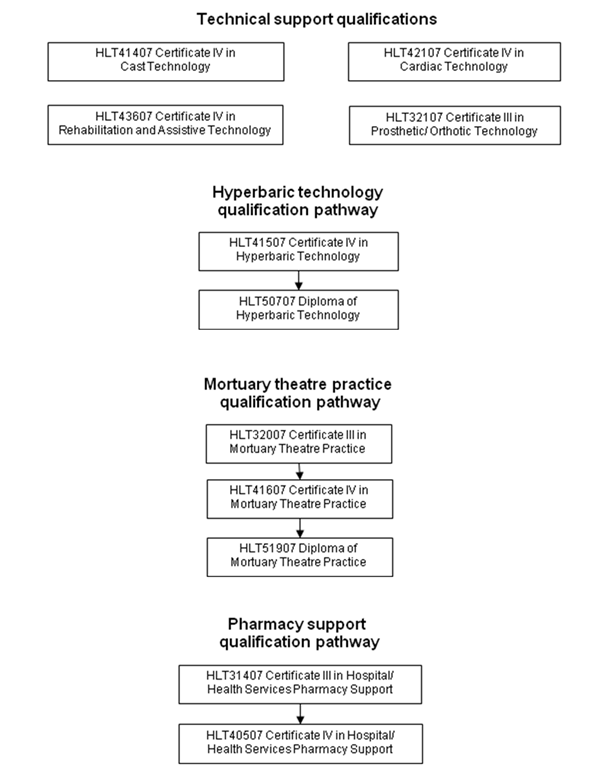 Technical support qualifications
HLT41407 Certificate IV in
Cast Technology
HLT42107 Certificate IV in
Cardiac Technology
HLT43607 Certificate IV in
Rehabilitation and Assistive Technology
HLT32107 Certificate III in
Prosthetic/ Orthotic Technology
Hyperbaric technology
qualification pathway
HLT41507 Certificate IV in
Hyperbaric Technology
HLT50707 Diploma of
Hyperbaric Technology
Mortuary theatre practice
qualification pathway
HLT32007 Certificate III in
Mortuary Theatre Practice
HLT41607 Certificate IV in
Mortuary Theatre Practice
HLT51907 Diploma of
Mortuary Theatre Practice
Pharmacy support
qualification pathway
HLT31407 Certificate III in Hospital/
Health Services Pharmacy Support
HLT40507 Certificate IV in Hospital/
Health Services Pharmacy Support